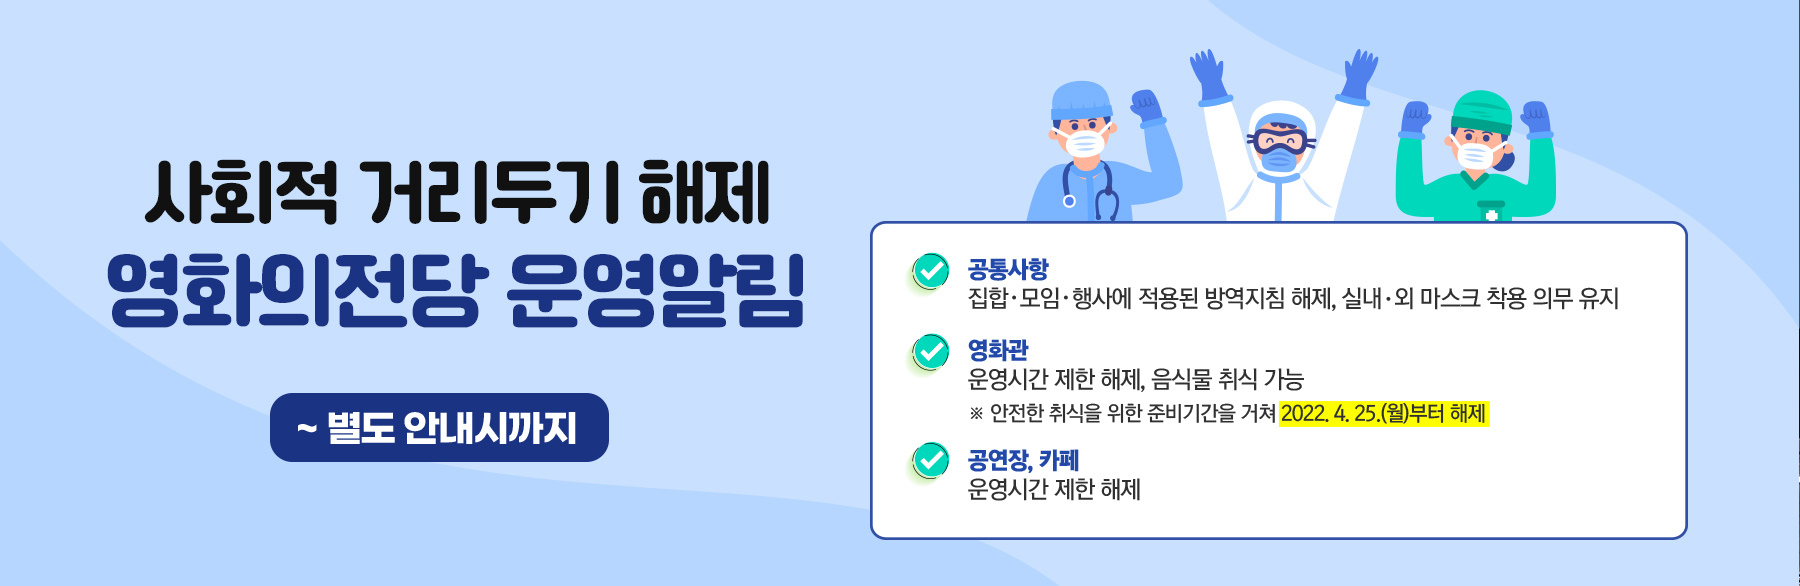 사회적 거리두기 해제
영화의전당 운영알림
~ 별도 안내시까지
공통사항
집합·모임·행사에 적용된 방역지침 해제, 실내·외 마스크 착용 의무 유지
영화관
운영시간 제한 해제, 음식물 취식 가능
※ 안전한 취식을 위한 준비기간을 거쳐 2022. 4. 25.(월)부터 해제
공연장, 카페
운영시간 제한 해제